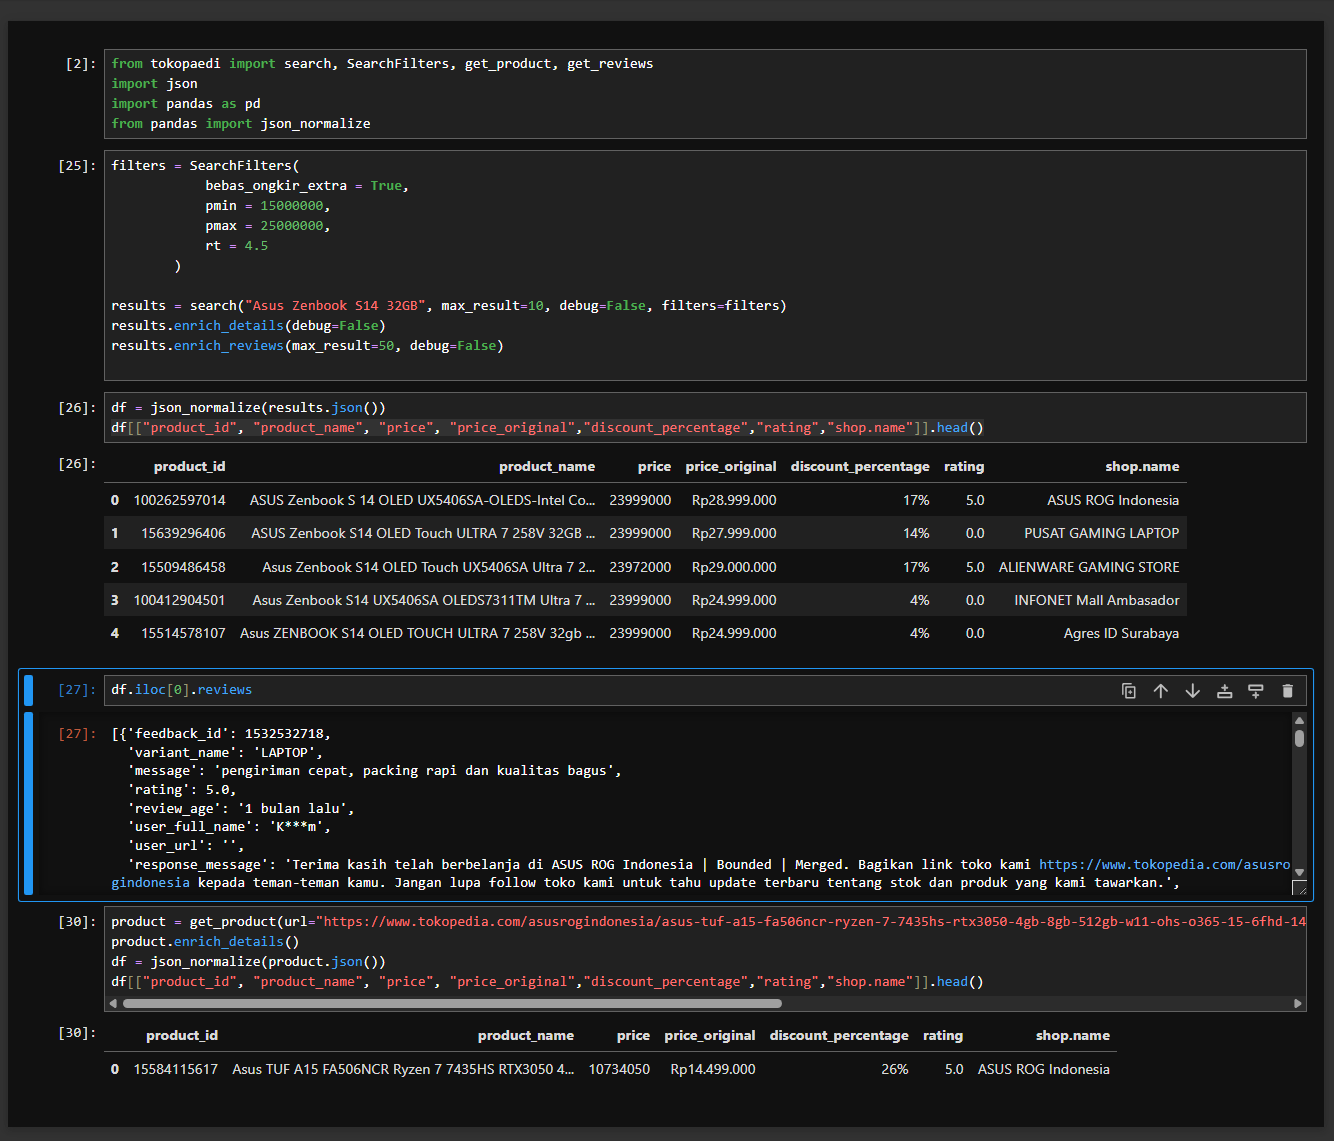 [2]: from tokopaedi import search, SearchFilters, get_product, get_reviews
import json
import pandas as pd
from pandas import json_normalize
[25]: filters = SearchFilters(
bebas_ongkir_extra = True,
pmin = 15000000,
pmax = 25000000,
rt = 4.5
)
results = search("Asus Zenbook S14 32GB", max_result=10, debug=False, filters=filters)
results.enrich_details(debug=False)
results.enrich_reviews(max_result=50, debug=False)
[26]: df = json_normalize(results.json())
df[["product_id", "product_name", "price", "price_original","discount_percentage","rating","shop.name"]].head()
[26]: product_id product_name price price_original discount_percentage rating shop.name
0 100262597014 ASUS Zenbook S 14 OLED UX5406SA-OLEDS-Intel Co... 23999000 Rp28.999.000 17% 5.0 ASUS ROG Indonesia
1 15639296406 ASUS Zenbook S14 OLED Touch ULTRA 7 258V 32GB ... 23999000 Rp27.999.000 14% 0.0 PUSAT GAMING LAPTOP
2 15509486458 Asus Zenbook S14 OLED Touch UX5406SA Ultra 7 2... 23972000 Rp29.000.000 17% 5.0 ALIENWARE GAMING STORE
3 100412904501 Asus Zenbook S14 UX5406SA OLEDS7311TM Ultra 7 ... 23999000 Rp24.999.000 4% 0.0 INFONET Mall Ambasador
4 15514578107 Asus ZENBOOK S14 OLED TOUCH ULTRA 7 258V 32gb ... 23999000 Rp24.999.000 4% 0.0 Agres ID Surabaya
[27]: df.iloc[0].reviews
[27]: [{'feedback_id': 1532532718,
'variant_name': 'LAPTOP',
'message': 'pengiriman cepat, packing rapi dan kualitas bagus',
'rating': 5.0,
'review_age': '1 bulan lalu',
'user_full_name': 'K***m',
'user_url': '',
'response_message': 'Terima kasih telah berbelanja di ASUS ROG Indonesia | Bounded | Merged. Bagikan link toko kami https://www.tokopedia.com/asusro
gindonesia kepada teman-teman kamu. Jangan lupa follow toko kami untuk tahu update terbaru tentang stok dan produk yang kami tawarkan.',
[30]: product = get_product(url="https://www.tokopedia.com/asusrogindonesia/asus-tuf-a15-fa506ncr-ryzen-7-7435hs-rtx3050-4gb-8gb-512gb-w11-ohs-o365-15-6fhd-14
product.enrich_details()
df = json_normalize(product.json())
df[["product_id", "product_name", "price", "price_original","discount_percentage","rating","shop.name"]].head()
[30]: product_id product_name price price_original discount_percentage rating shop.name
0 15584115617 Asus TUF A15 FA506NCR Ryzen 7 7435HS RTX3050 4... 10734050 Rp14.499.000 26% 5.0 ASUS ROG Indonesia